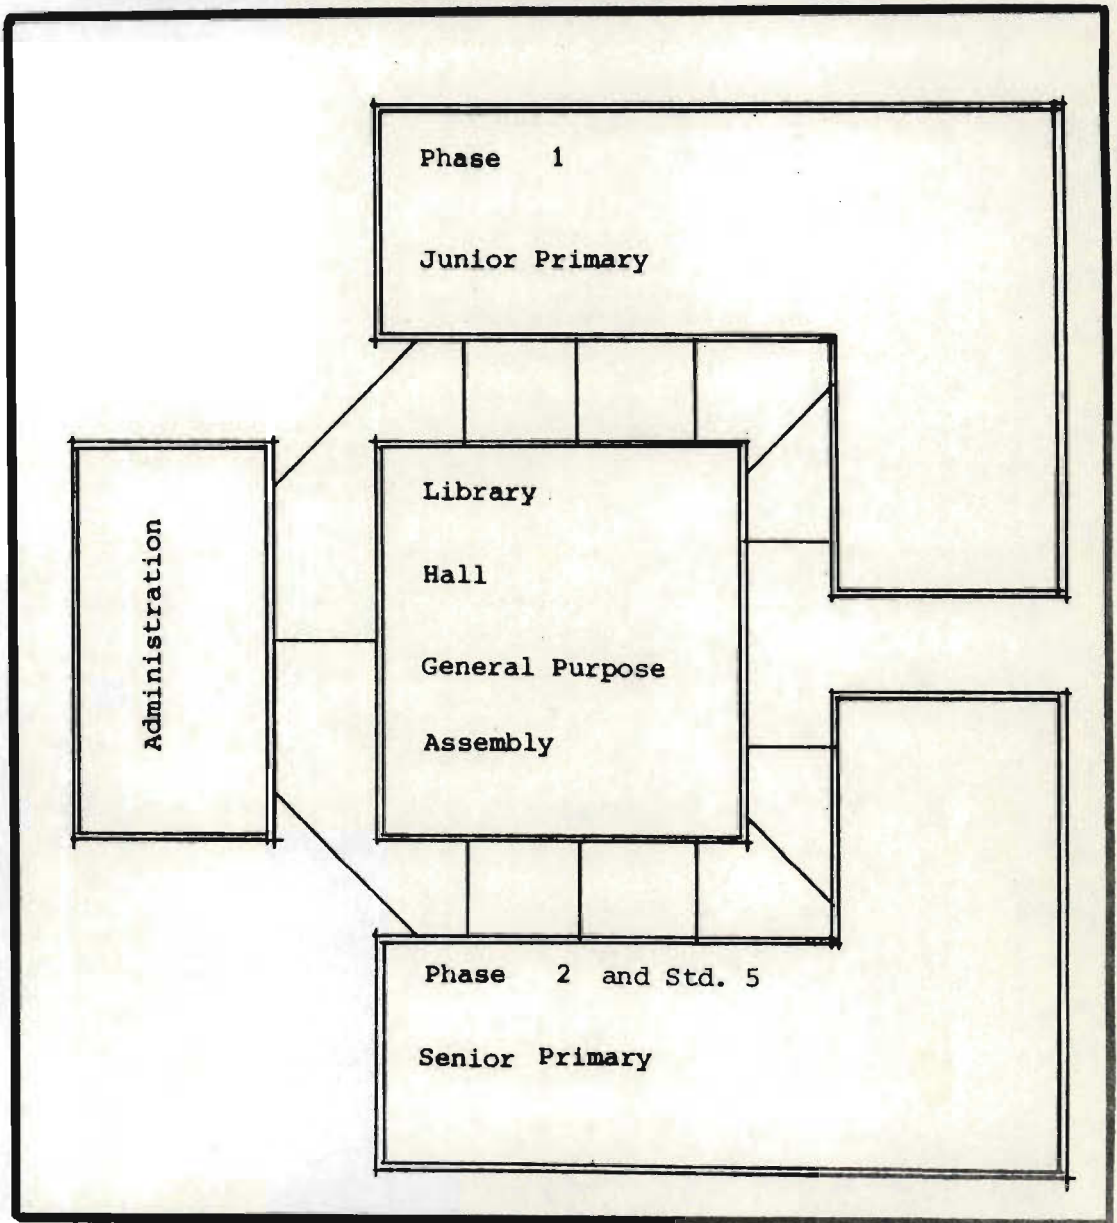 Phase 1
Junior Primary
Administration
Library
Hall
General Purpose
Assembly
Phase 2 and Std. 5
Senior Primary